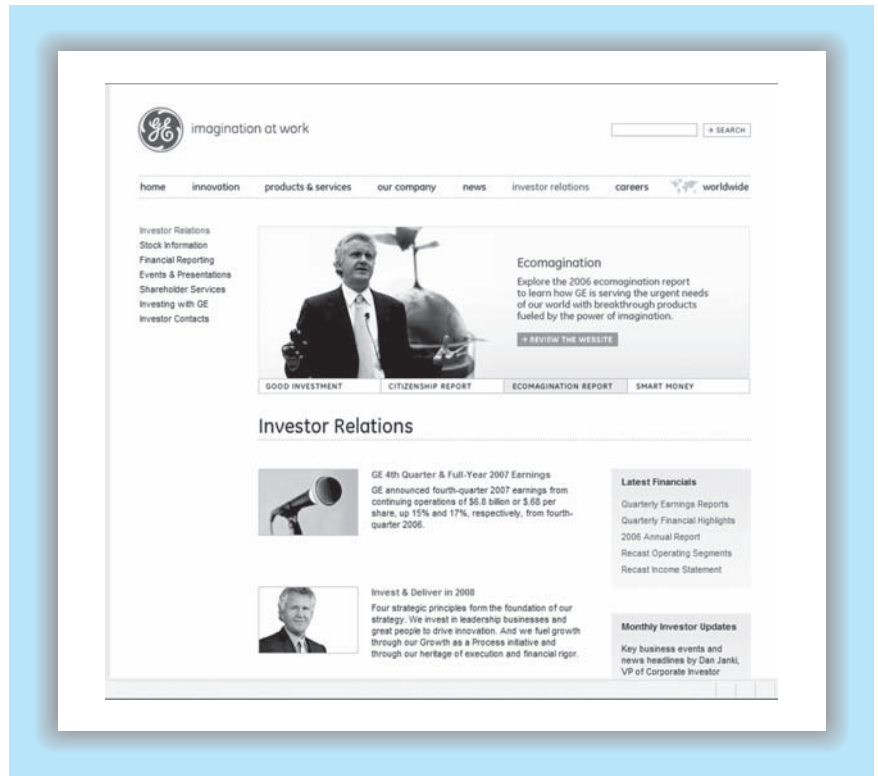 GE imagination at work
→ SEARCH
home innovation products & services our company news investor relations careers worldwide
Investor Relations
Stock Information
Financial Reporting
Events & Presentations
Shareholder Services
Investing with GE
Investor Contacts
Ecomagination
Explore the 2006 ecomagination report
to learn how GE is serving the urgent needs
of our world with breakthrough products
fueled by the power of imagination.
→ REVIEW THE WEBSITE
GOOD INVESTMENT CITIZENSHIP REPORT ECOMAGINATION REPORT SMART MONEY
Investor Relations
GE 4th Quarter & Full-Year 2007 Earnings
GE announced fourth-quarter 2007 earnings from
continuing operations of $6.8 billion or $.68 per
share, up 15% and 17%, respectively, from fourth-
quarter 2006.
Invest & Deliver in 2008
Four strategic principles form the foundation of our
strategy. We invest in leadership businesses and
great people to drive innovation. And we fuel growth
through our Growth as a Process initiative and
through our heritage of execution and financial rigor.
Latest Financials
Quarterly Earnings Reports
Quarterly Financial Highlights
2006 Annual Report
Recast Operating Segments
Recast Income Statement
Monthly Investor Updates
Key business events and
news headlines by Dan Janki,
VP of Corporate Investor